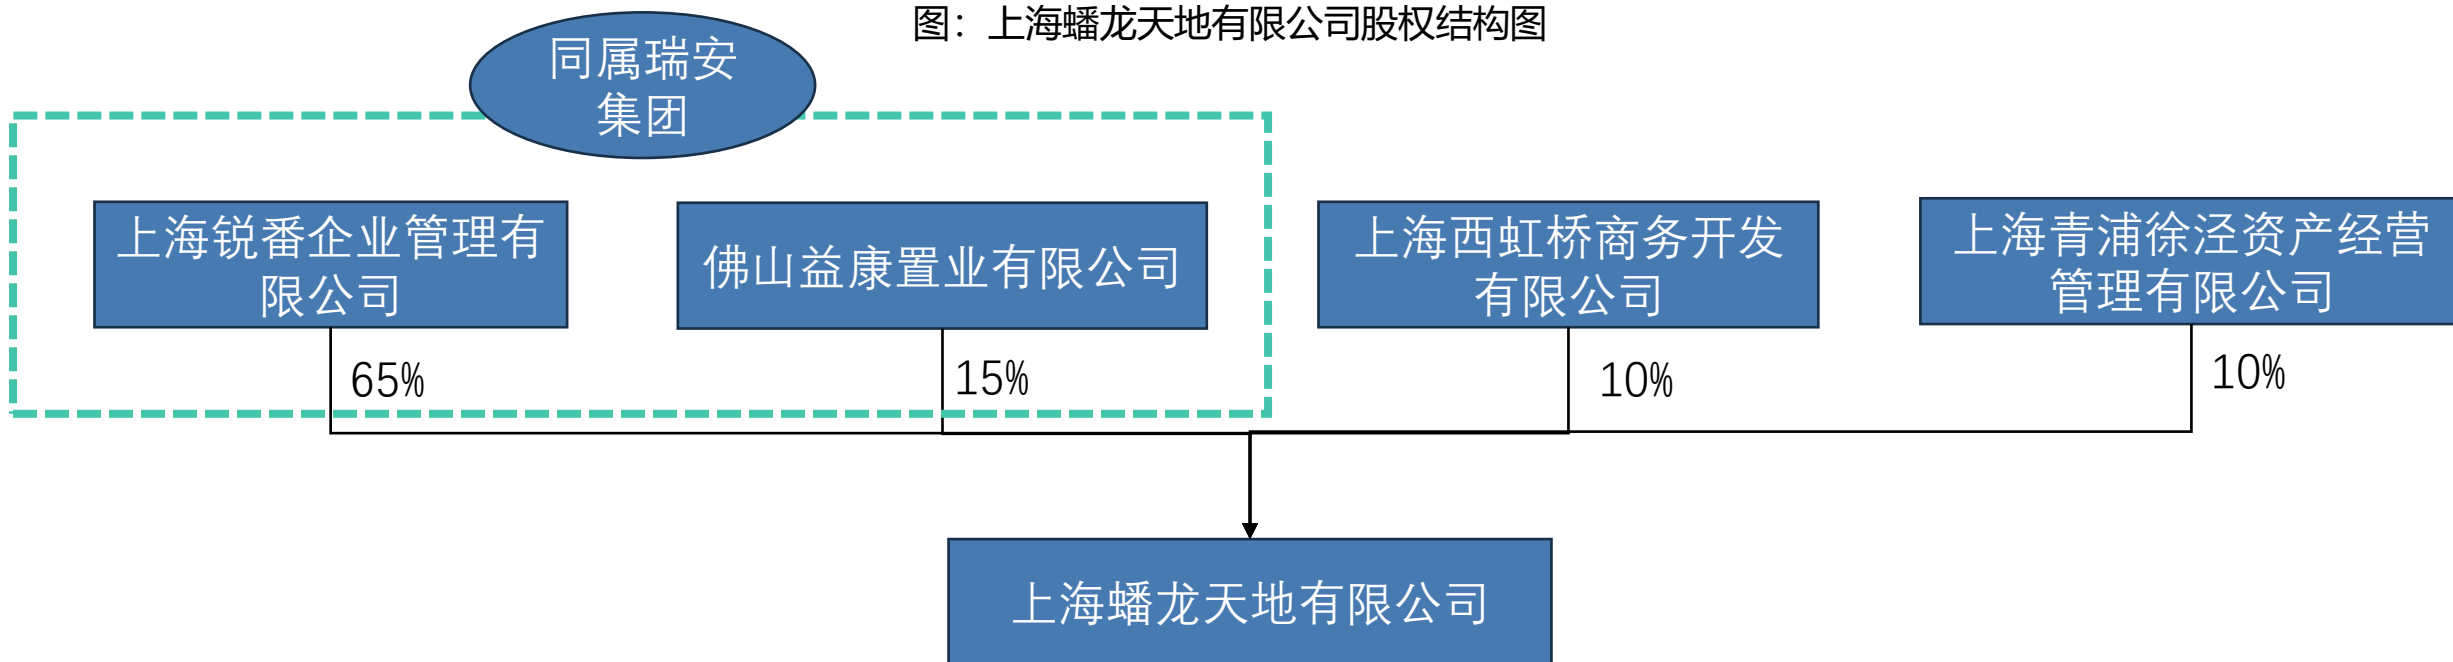 图：上海蟠龙天地有限公司股权结构图
同属瑞安
集团
上海锐番企业管理有
限公司
佛山益康置业有限公司
上海西虹桥商务开发
有限公司
上海青浦徐泾资产经营
管理有限公司
65%
15%
10%
10%
上海蟠龙天地有限公司